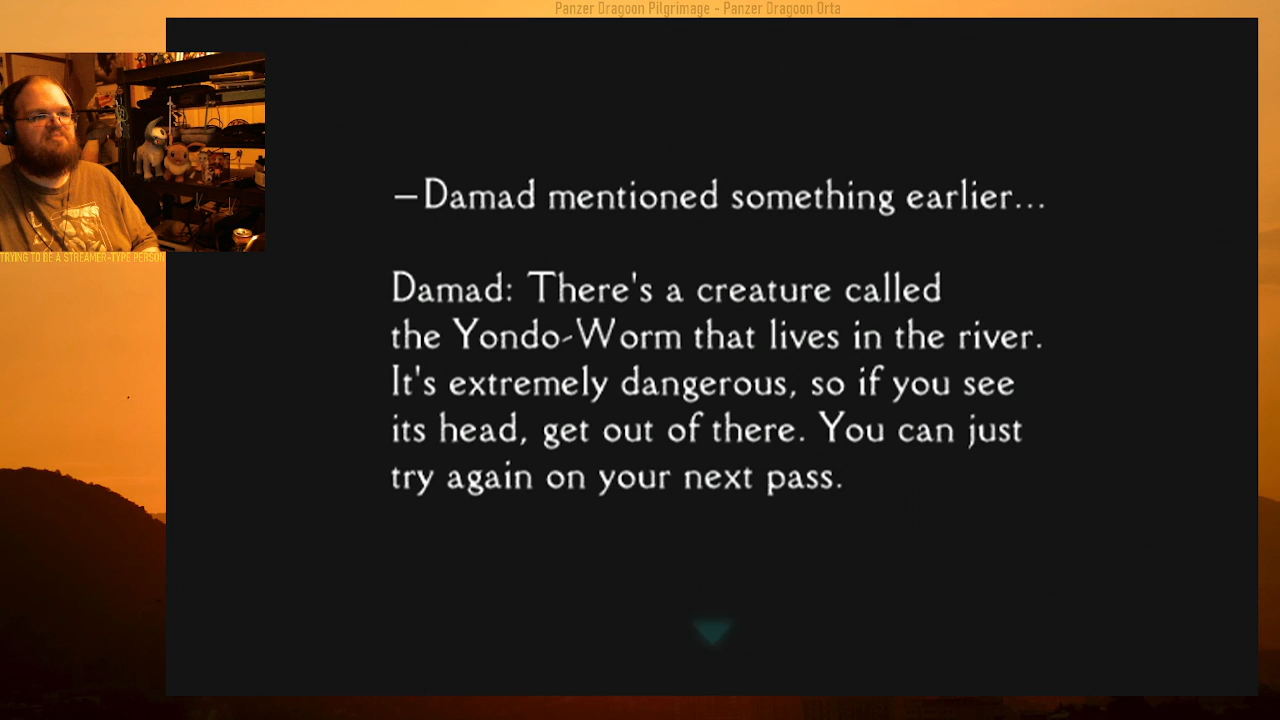 Panzer Dragoon Pilgrimage - Panzer Dragoon Orta
—Damad mentioned something earlier...
Damad: There's a creature called
the Yondo-Worm that lives in the river.
It's extremely dangerous, so if you see
its head, get out of there. You can just
try again on your next pass.
TRYING TO BE A STREAMER-TYPE PERSON